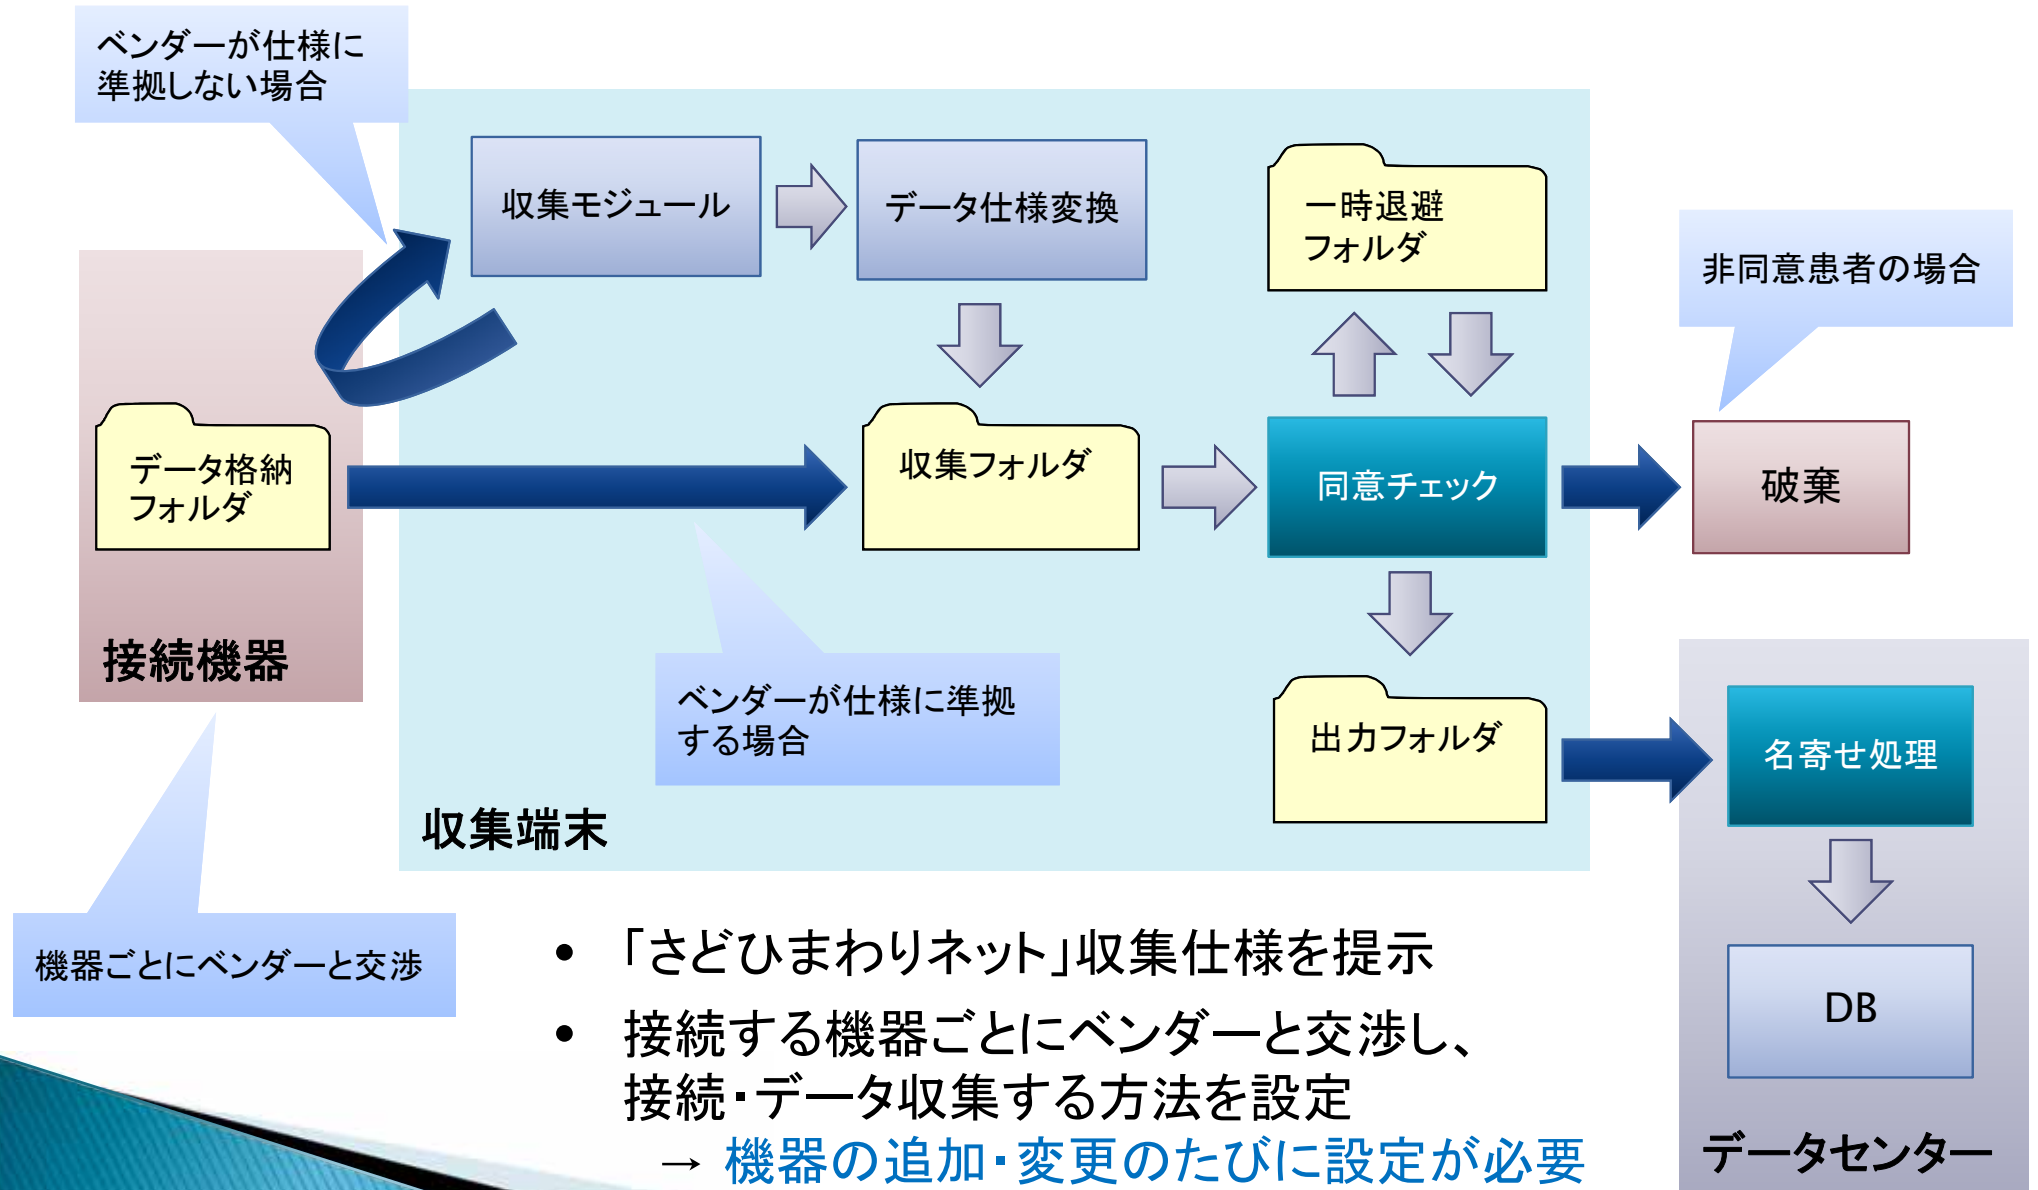 ベンダーが仕様に
準拠しない場合
収集モジュール
データ仕様変換
一時退避
フォルダ
非同意患者の場合
データ格納
フォルダ
収集フォルダ
同意チェック
破棄
接続機器
ベンダーが仕様に準拠
する場合
出力フォルダ
名寄せ処理
収集端末
機器ごとにベンダーと交渉
DB
データセンター
• 「さどひまわりネット」収集仕様を提示
• 接続する機器ごとにベンダーと交渉し、
接続・データ収集する方法を設定
→ 機器の追加・変更のたびに設定が必要